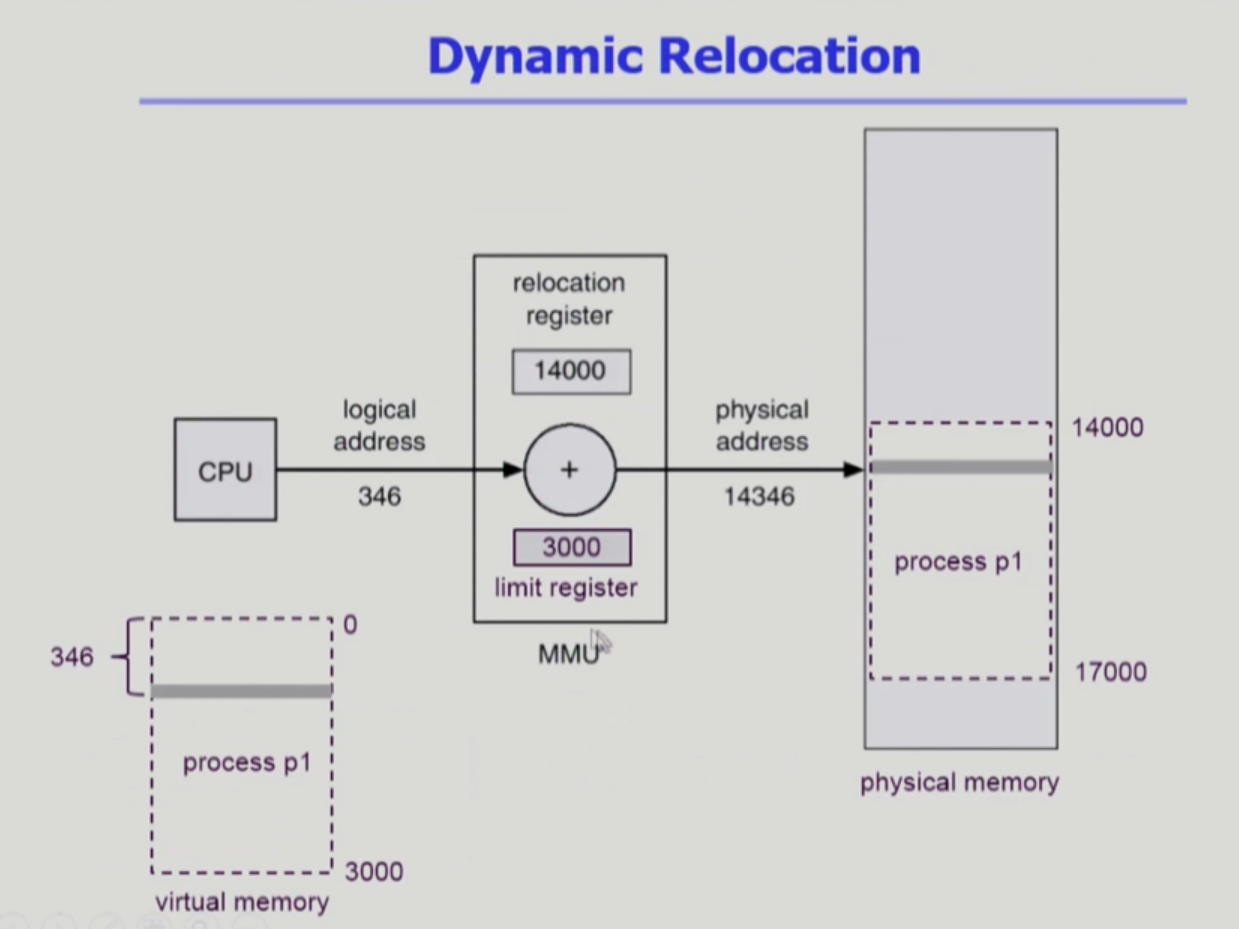 Dynamic Relocation
relocation
register
14000
logical
address
346
CPU
+
physical
address
14346
3000
limit register
MMU
14000
process p1
17000
physical memory
0
346
process p1
3000
virtual memory